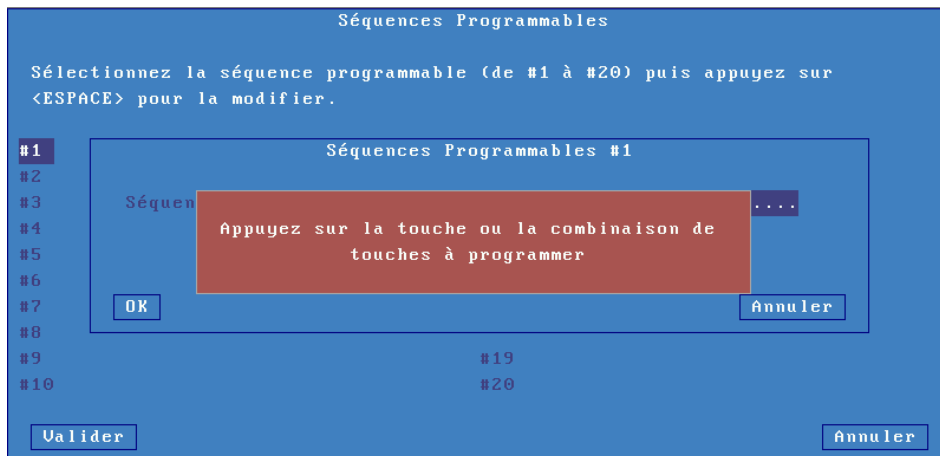 Séquences Programmables
Sélectionnez la séquence programmable (de #1 à #20) puis appuyez sur
<ESPACE> pour la modifier.
#1
Séquences Programmables #1
#2
#3
Séquen
....
#4
Appuyez sur la touche ou la combinaison de
#5
touches à programmer
#6
#7
OK
Annuler
#8
#9
#19
#10
#20
Valider
Annuler